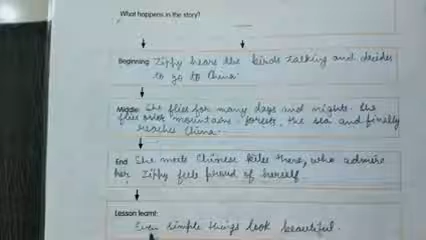 What happens in the story?
Beginning Zippy hears the birds talking and decides
to go to China.
Middle She flies for many days and nights. She
flies over mountains, forests, the sea and finally
reaches China.
End She meets Chinese kites there, who admire
her. Zippy feels proud of herself.
Lesson learnt:
Even simple things look beautiful.